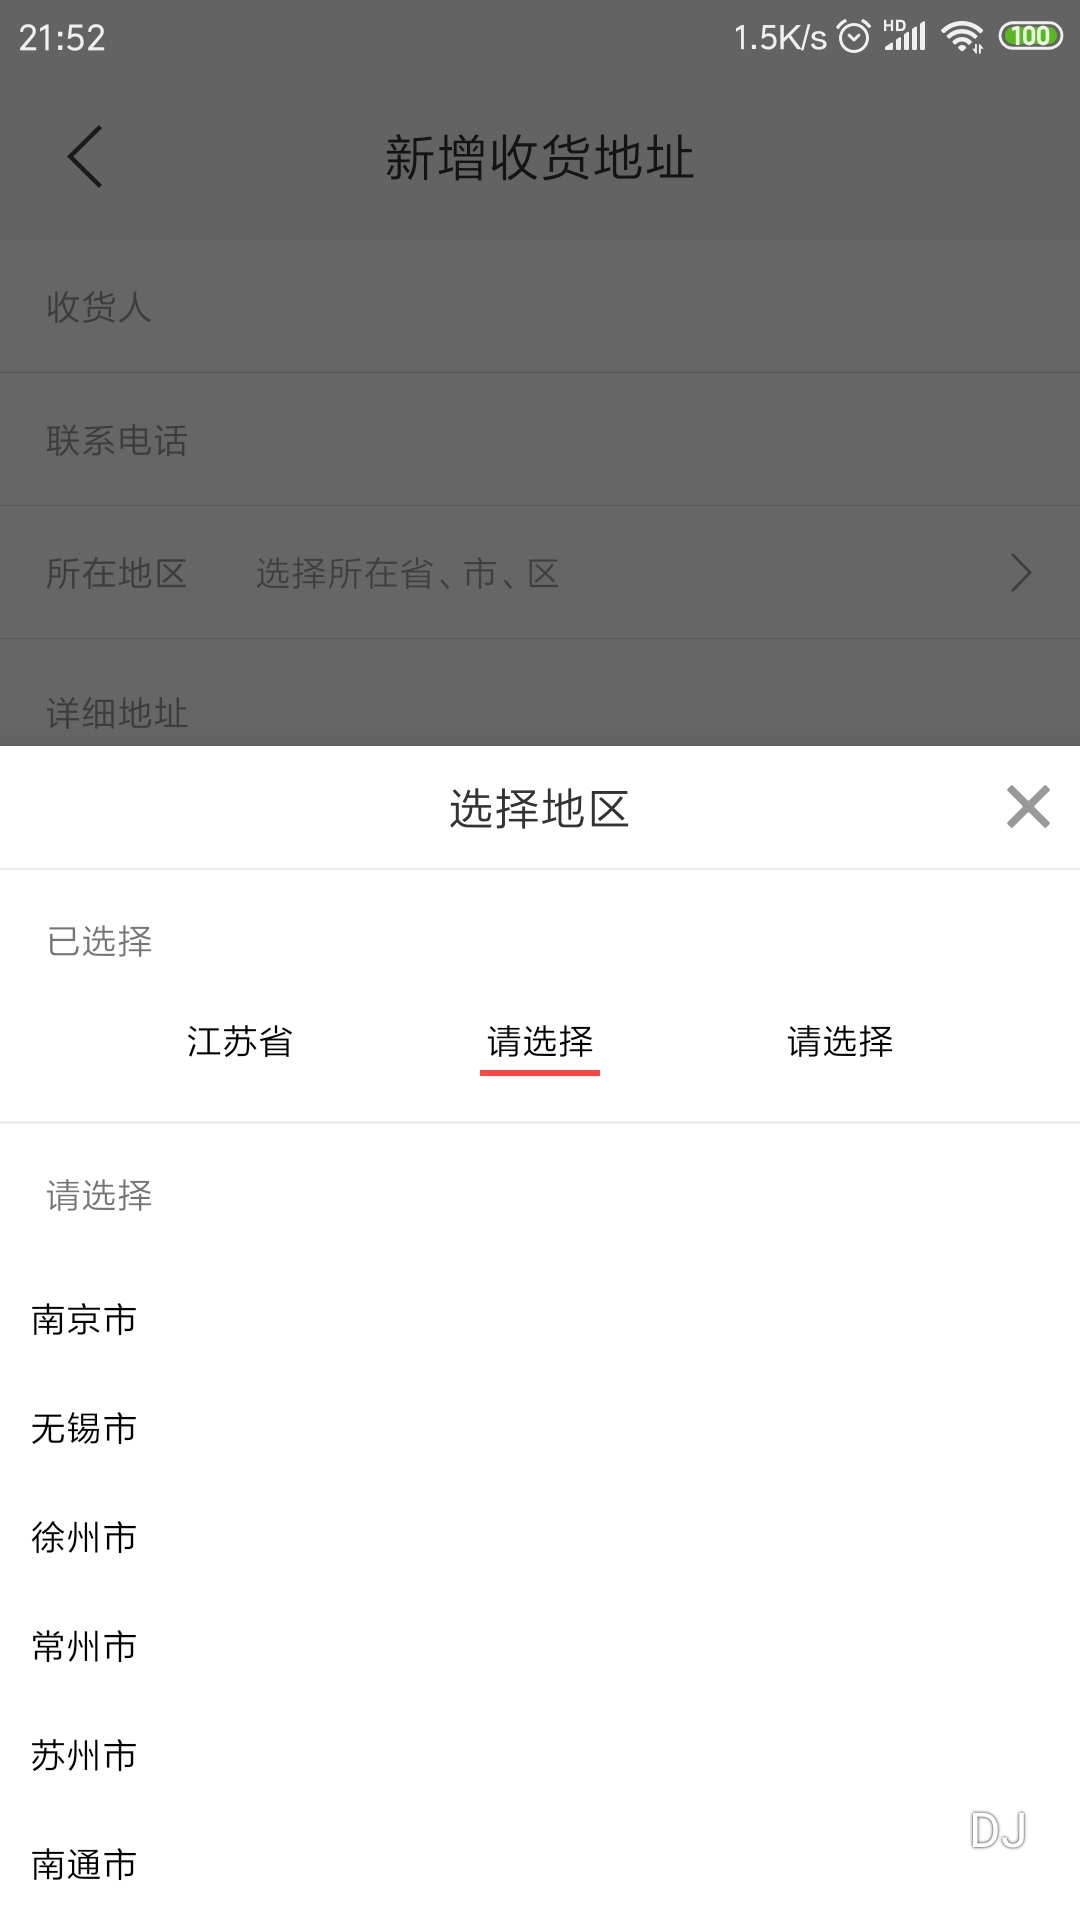 21:52 1.5K/s HD 100
新增收货地址
收货人
联系电话
所在地区 选择所在省、市、区
详细地址
选择地区
已选择
江苏省 请选择 请选择
请选择
南京市
无锡市
徐州市
常州市
苏州市
南通市
DJ